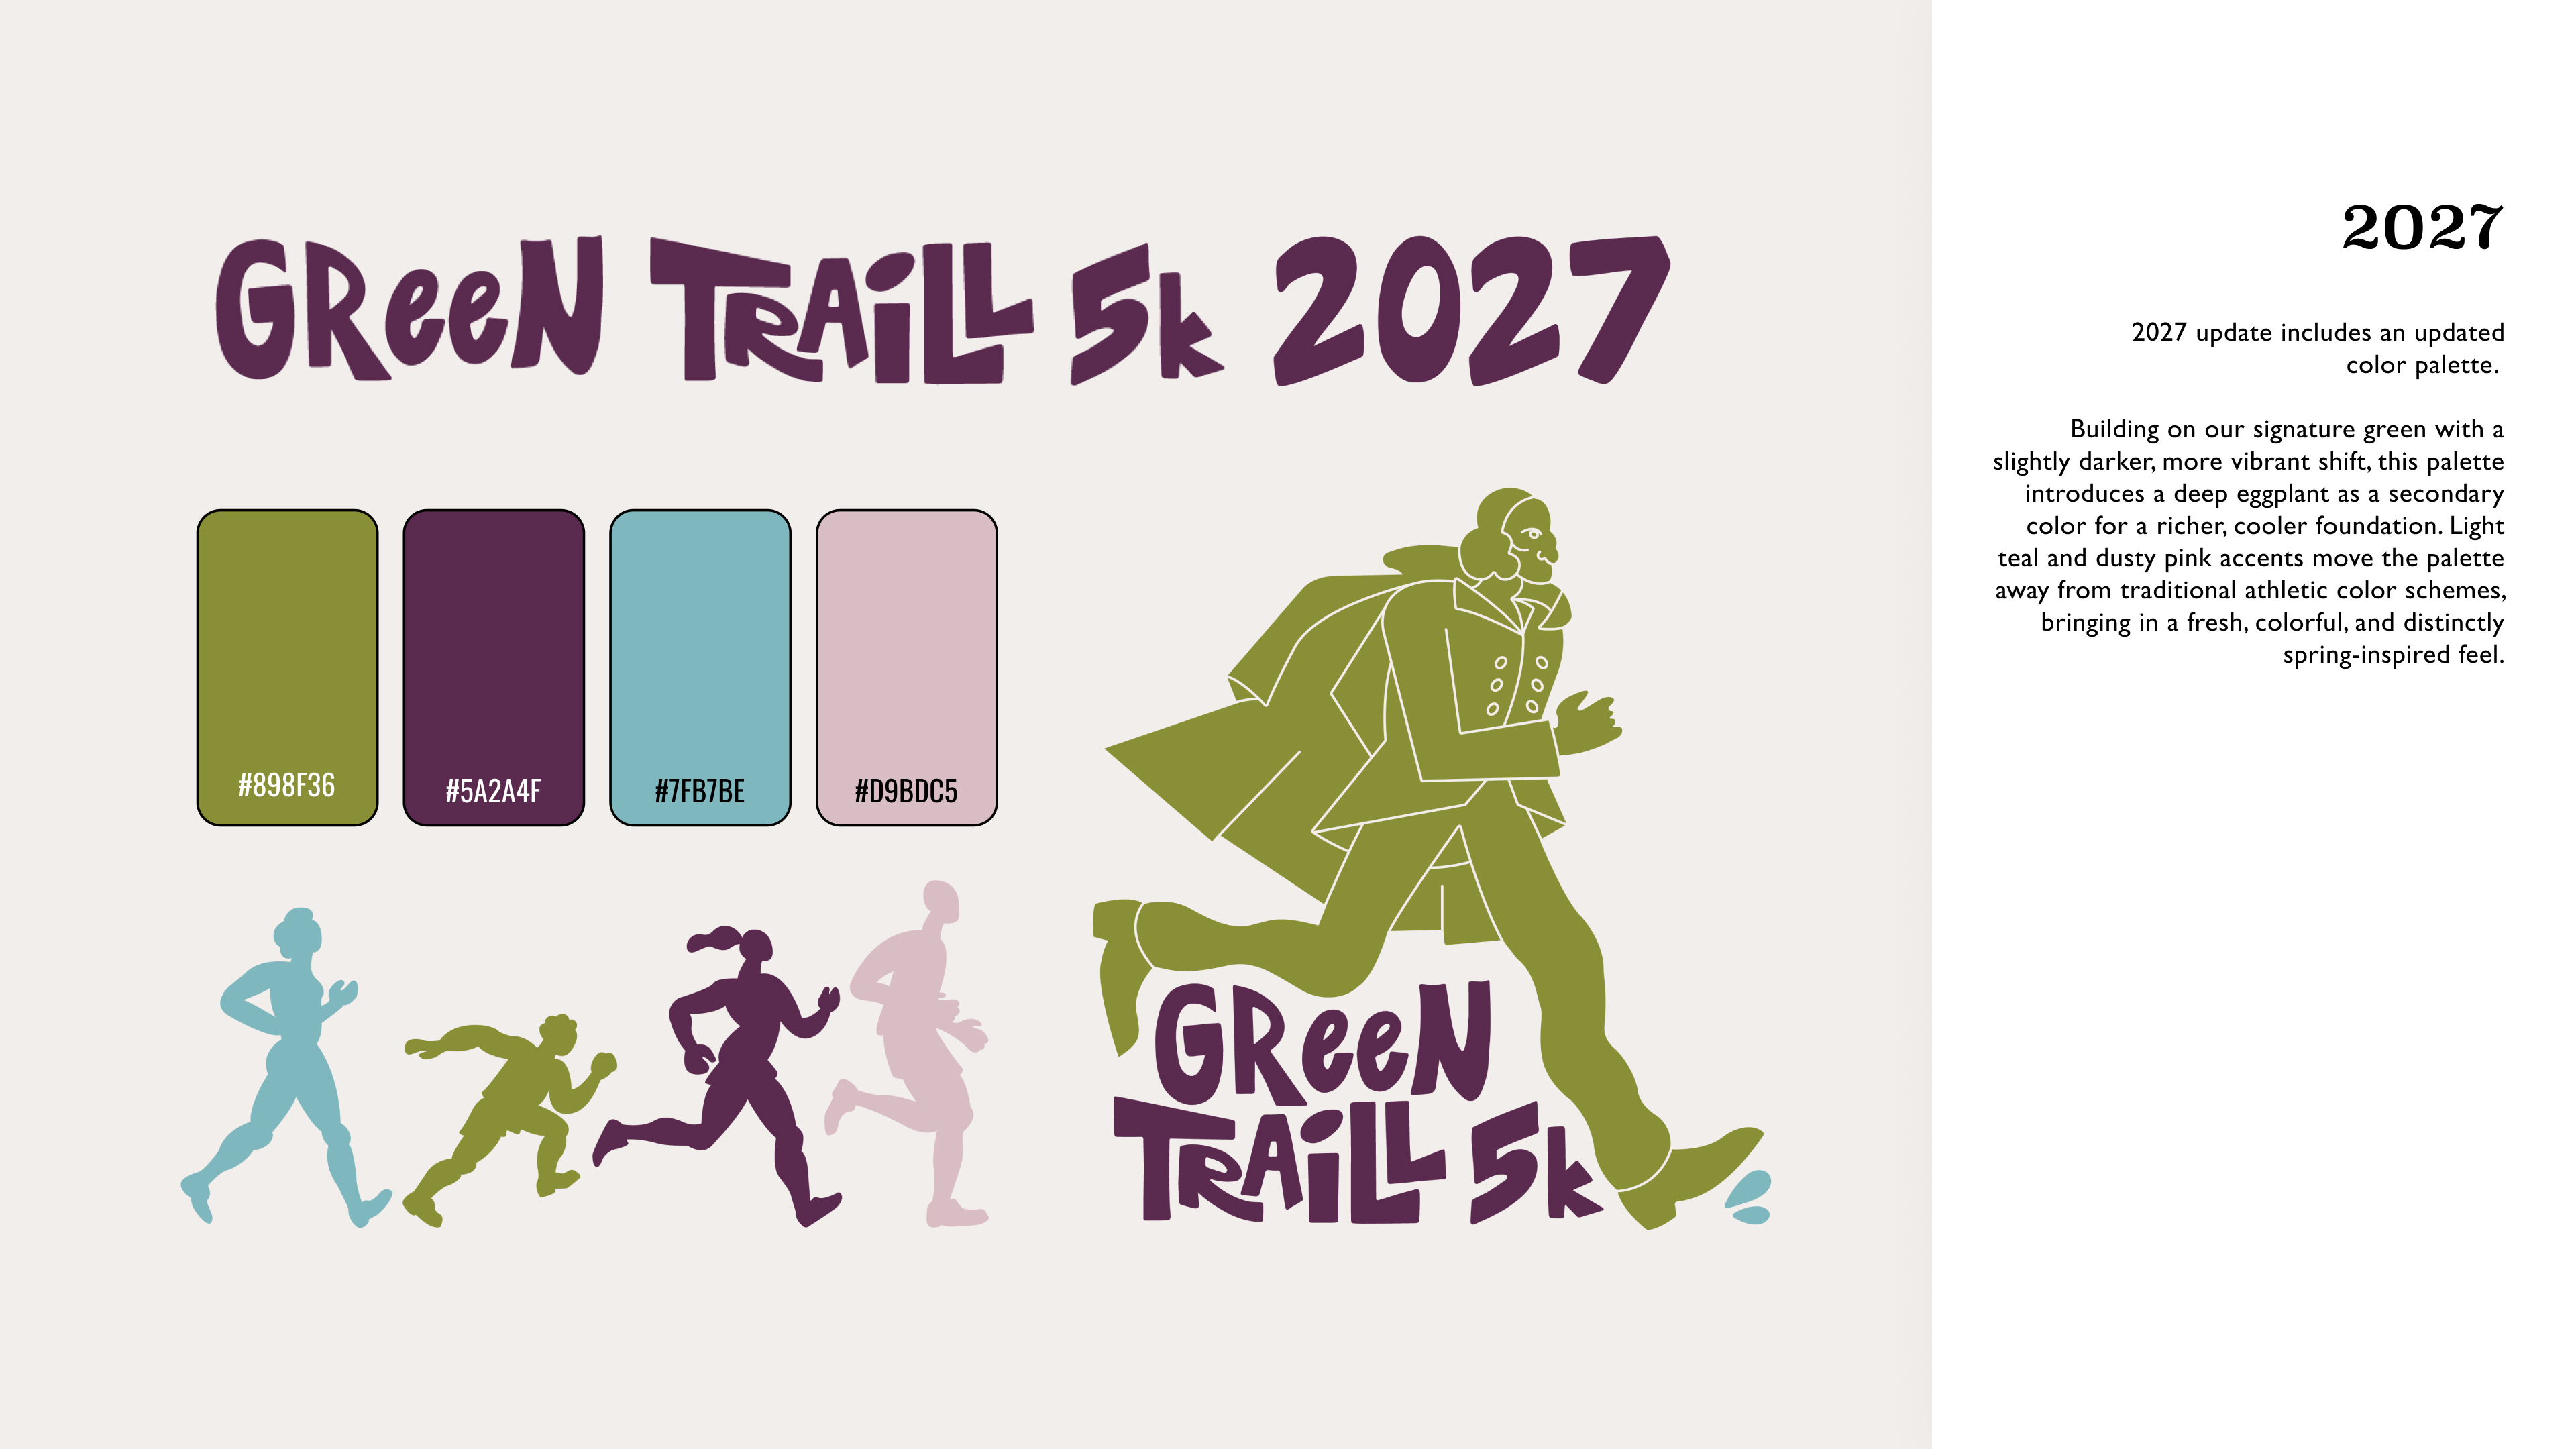 GReeN TRAiLL 5k 2027
#898F36
#5A2A4F
#7FB7BE
#D9BDC5
GReeN
TRAiLL 5k
2027
2027 update includes an updated
color palette.
Building on our signature green with a
slightly darker, more vibrant shift, this palette
introduces a deep eggplant as a secondary
color for a richer, cooler foundation. Light
teal and dusty pink accents move the palette
away from traditional athletic color schemes,
bringing in a fresh, colorful, and distinctly
spring-inspired feel.